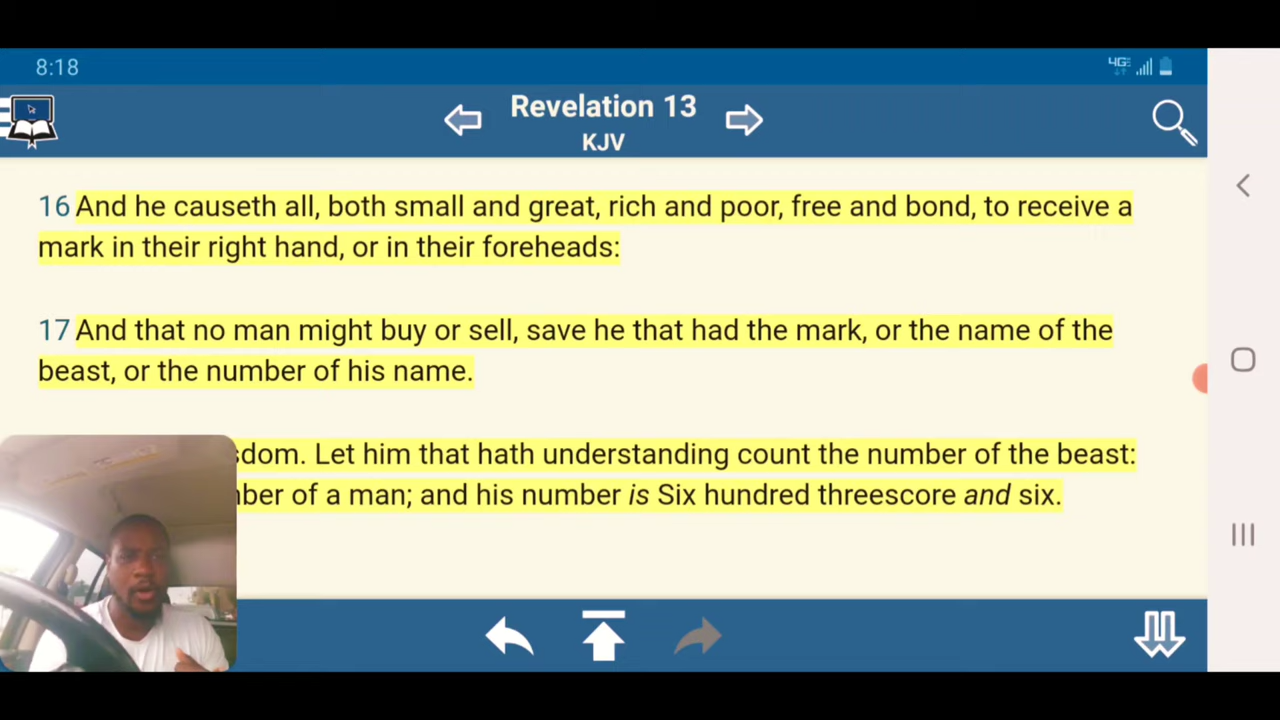 8:18
4GE
Revelation 13
KJV
16 And he causeth all, both small and great, rich and poor, free and bond, to receive a
mark in their right hand, or in their foreheads:
17 And that no man might buy or sell, save he that had the mark, or the name of the
beast, or the number of his name.
sdom. Let him that hath understanding count the number of the beast:
ber of a man; and his number is Six hundred threescore and six.